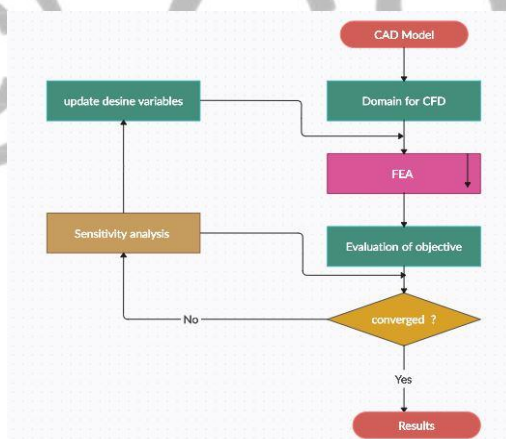 CAD Model
update desine variables
Domain for CFD
FEA
Sensitivity analysis
Evaluation of objective
No
converged ?
Yes
Results